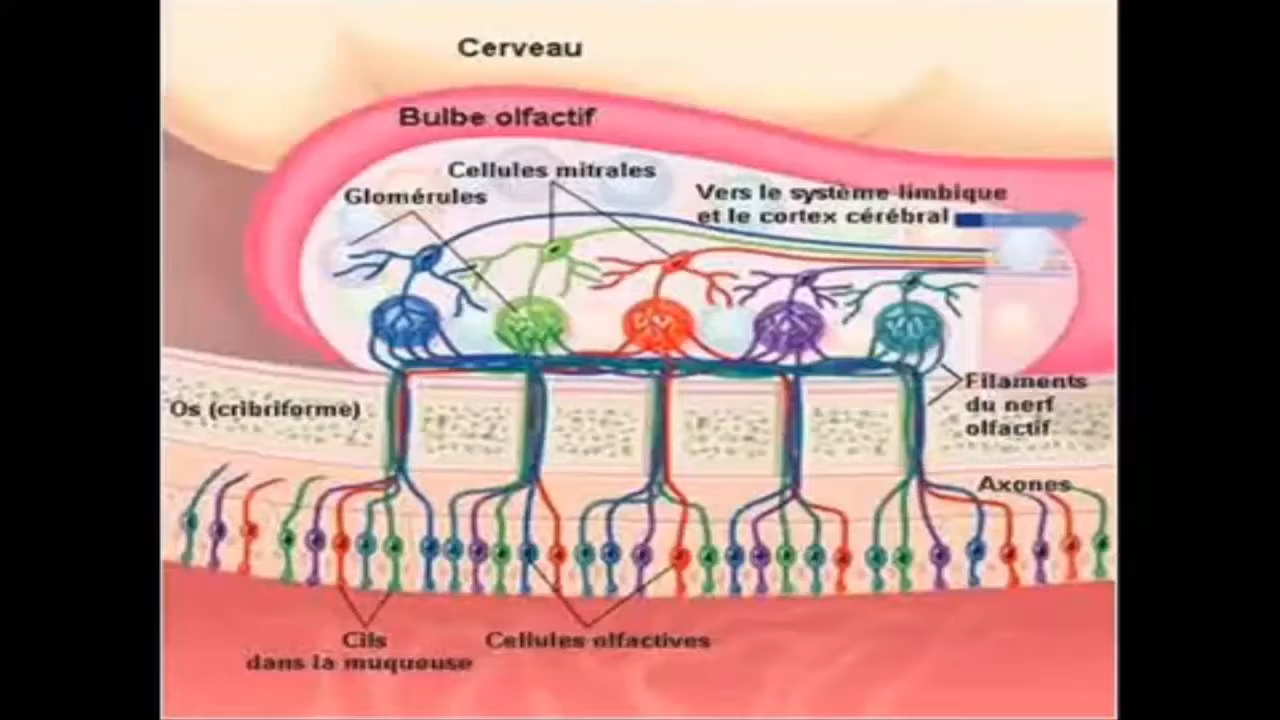 Cerveau
Bulbe olfactif
Cellules mitrales
Glomérules
Vers le système limbique
et le cortex cérébral
Filaments
du nerf
olfactif
Os (cribriforme)
Axones
Cils
dans la muqueuse
Cellules olfactives